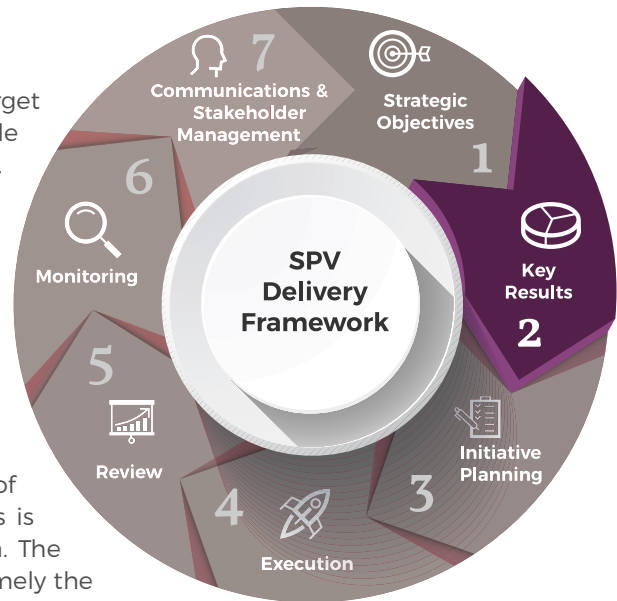 rget
le
.
7
Communications &
Stakeholder
Management
Strategic
Objectives
1
Key
Results
2
Initiative
Planning
3
Execution
4
Review
5
Monitoring
6
SPV
Delivery
Framework
of
s is
. The
mely the